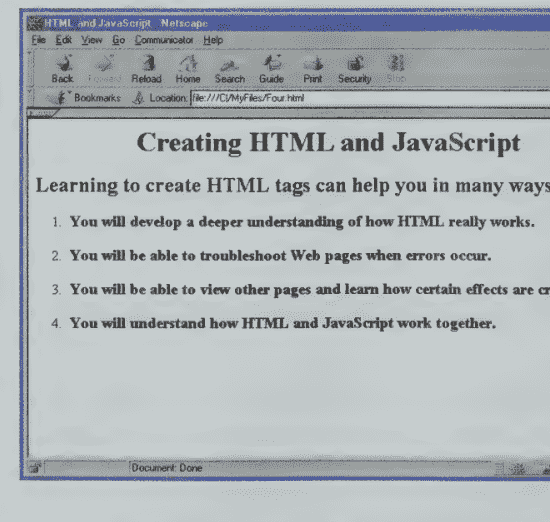 HTML and JavaScript Netscape
File Edit View Go Communicator Help
Back Forward Reload Home Search Guide Print Security Stop
Bookmarks Location: file:///C|/MyFiles/Four.html
Creating HTML and JavaScript
Learning to create HTML tags can help you in many ways
1. You will develop a deeper understanding of how HTML really works.
2. You will be able to troubleshoot Web pages when errors occur.
3. You will be able to view other pages and learn how certain effects are cr
4. You will understand how HTML and JavaScript work together.
Document: Done